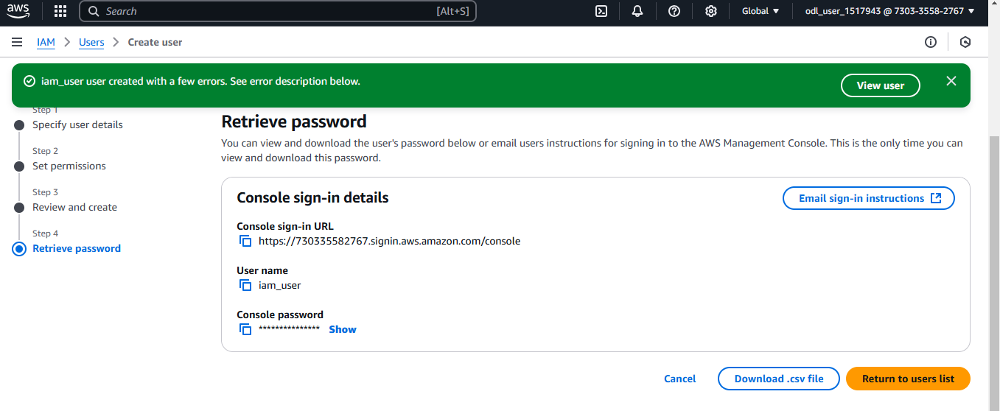 aws
Search
[Alt+S]
Global
odl_user_1517943 @ 7303-3558-2767
IAM
Users
Create user
iam_user user created with a few errors. See error description below.
View user
Step 1
Specify user details
Step 2
Set permissions
Step 3
Review and create
Step 4
Retrieve password
Retrieve password
You can view and download the user's password below or email users instructions for signing in to the AWS Management Console. This is the only time you can
view and download this password.
Console sign-in details
Email sign-in instructions
Console sign-in URL
https://730335582767.signin.aws.amazon.com/console
User name
iam_user
Console password
***************
Show
Cancel
Download .csv file
Return to users list